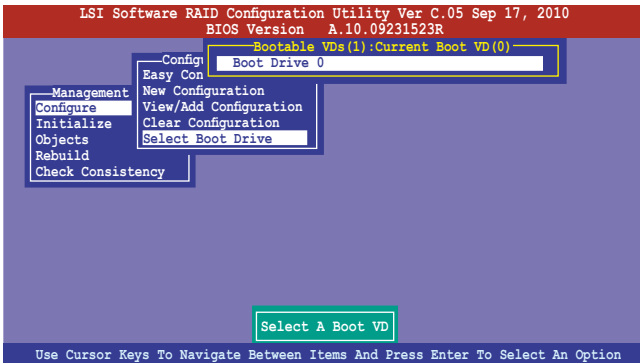 LSI Software RAID Configuration Utility Ver C.05 Sep 17, 2010
BIOS Version A.10.09231523R
Bootable VDs(1):Current Boot VD(0)
Boot Drive 0
Configu
Easy Con
New Configuration
View/Add Configuration
Clear Configuration
Select Boot Drive
Management
Configure
Initialize
Objects
Rebuild
Check Consistency
Select A Boot VD
Use Cursor Keys To Navigate Between Items And Press Enter To Select An Option